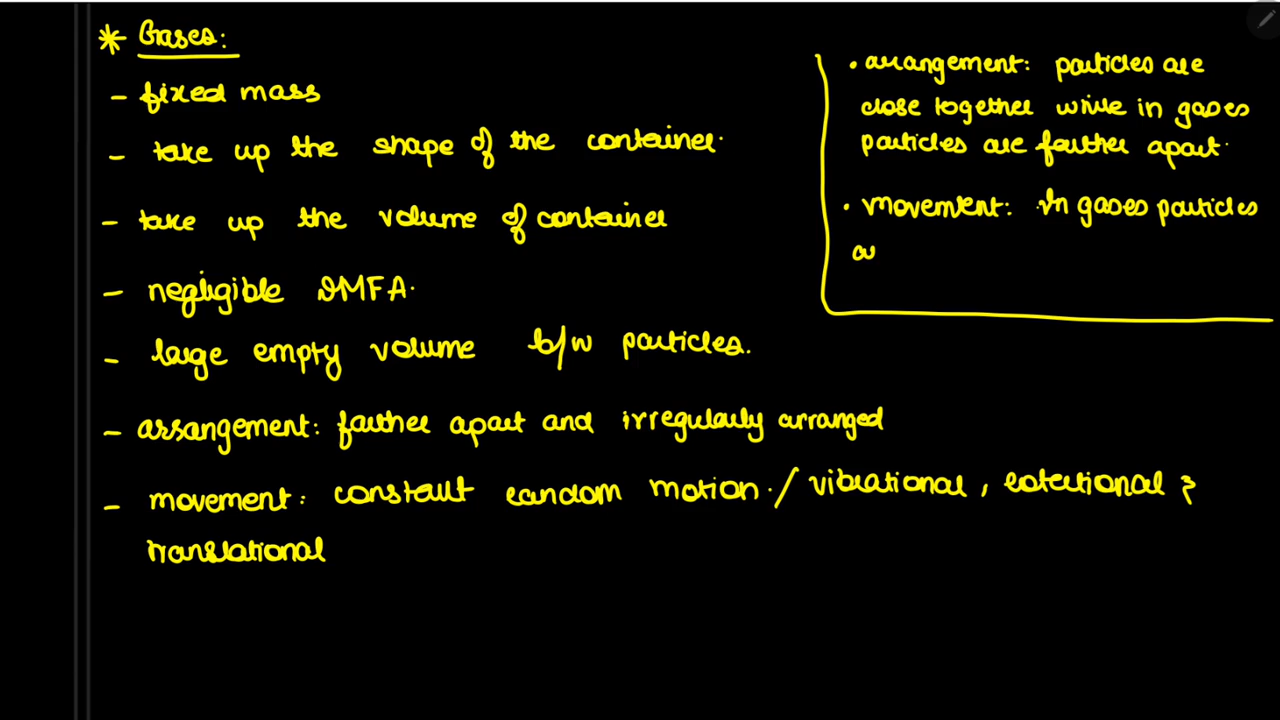 * Gases:
- fixed mass
- take up the shape of the container.
- take up the volume of container
- negligible IMFA.
- large empty volume b/w particles.
- arrangement: farther apart and irregularly arranged
- movement: constant random motion. / vibrational, rotational &
translational
• arrangement: particles are
close together while in gases
particles are farther apart.
• movement: In gases particles
ar